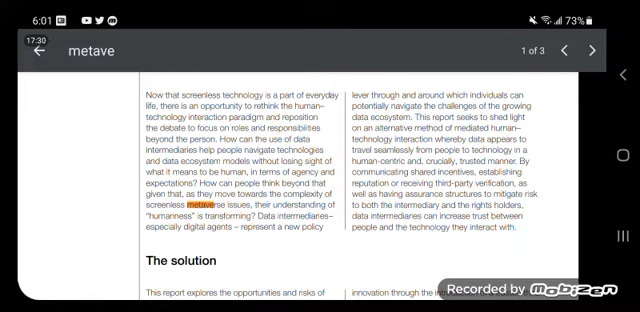 6:01
73%
17:30
metave
1 of 3
Now that screenless technology is a part of everyday
life, there is an opportunity to rethink the human–
technology interaction paradigm and reposition
the debate to focus on roles and responsibilities
beyond the person. How can the use of data
intermediaries help people navigate technologies
and data ecosystem models without losing sight of
what it means to be human, in terms of agency and
expectations? How can people think beyond that
given that, as they move towards the complexity of
screenless metaverse issues, their understanding of
"humanness" is transforming? Data intermediaries–
especially digital agents – represent a new policy
lever through and around which individuals can
potentially navigate the challenges of the growing
data ecosystem. This report seeks to shed light
on an alternative method of mediated human–
technology interaction whereby data appears to
travel seamlessly from people to technology in a
human-centric and, crucially, trusted manner. By
communicating shared incentives, establishing
reputation or receiving third-party verification, as
well as having assurance structures to mitigate risk
to both the intermediary and the rights holders,
data intermediaries can increase trust between
people and the technology they interact with.
The solution
This report explores the opportunities and risks of
innovation through the
Recorded by Mobizen